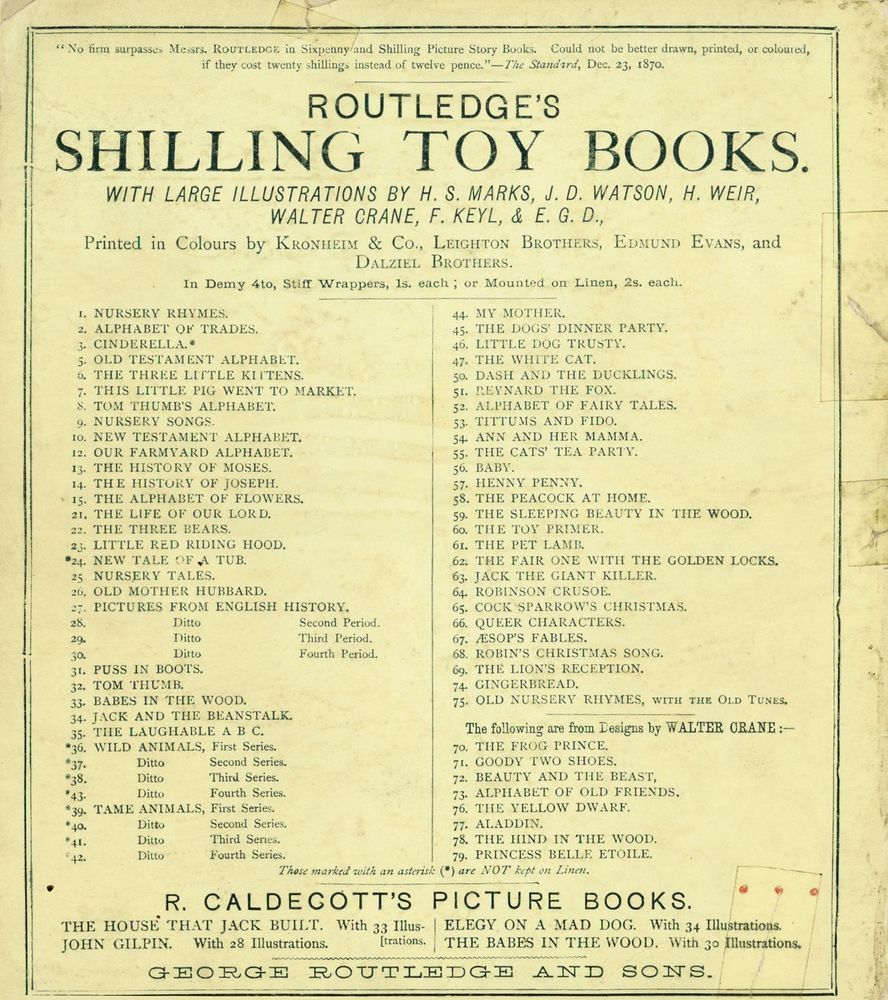 "No firm surpasses Messrs. ROUTLEDGE in Sixpenny and Shilling Picture Story Books. Could not be better drawn, printed, or coloured,
if they cost twenty shillings instead of twelve pence."—The Standard, Dec. 23, 1870.
ROUTLEDGE'S
SHILLING TOY BOOKS.
WITH LARGE ILLUSTRATIONS BY H. S. MARKS, J. D. WATSON, H. WEIR,
WALTER CRANE, F. KEYL, & E. G. D.,
Printed in Colours by KRONHEIM & CO., LEIGHTON BROTHERS, EDMUND EVANS, and
DALZIEL BROTHERS.
In Demy 4to, Stiff Wrappers, 1s. each; or Mounted on Linen, 2s. each.
1. NURSERY RHYMES.
2. ALPHABET OF TRADES.
3. CINDERELLA.*
5. OLD TESTAMENT ALPHABET.
6. THE THREE LITTLE KITTENS.
7. THIS LITTLE PIG WENT TO MARKET.
8. TOM THUMB'S ALPHABET.
9. NURSERY SONGS.
10. NEW TESTAMENT ALPHABET.
12. OUR FARMYARD ALPHABET.
13. THE HISTORY OF MOSES.
14. THE HISTORY OF JOSEPH.
15. THE ALPHABET OF FLOWERS.
21. THE LIFE OF OUR LORD.
22. THE THREE BEARS.
23. LITTLE RED RIDING HOOD.
*24. NEW TALE OF A TUB.
25 NURSERY TALES.
26. OLD MOTHER HUBBARD.
27. PICTURES FROM ENGLISH HISTORY.
28. Ditto Second Period.
29. Ditto Third Period.
30. Ditto Fourth Period.
31. PUSS IN BOOTS.
32. TOM THUMB.
33. BABES IN THE WOOD.
34. JACK AND THE BEANSTALK.
35. THE LAUGHABLE A B C.
*36. WILD ANIMALS, First Series.
*37. Ditto Second Series.
*38. Ditto Third Series.
*43. Ditto Fourth Series.
*39. TAME ANIMALS, First Series.
*40. Ditto Second Series.
*41. Ditto Third Series.
*42. Ditto Fourth Series.
44. MY MOTHER.
45. THE DOGS' DINNER PARTY.
46. LITTLE DOG TRUSTY.
47. THE WHITE CAT.
50. DASH AND THE DUCKLINGS.
51. REYNARD THE FOX.
52. ALPHABET OF FAIRY TALES.
53. TITTUMS AND FIDO.
54. ANN AND HER MAMMA.
55. THE CATS' TEA PARTY.
56. BABY.
57. HENNY PENNY.
58. THE PEACOCK AT HOME.
59. THE SLEEPING BEAUTY IN THE WOOD.
60. THE TOY PRIMER.
61. THE PET LAMB.
62. THE FAIR ONE WITH THE GOLDEN LOCKS.
63. JACK THE GIANT KILLER.
64. ROBINSON CRUSOE.
65. COCK SPARROW'S CHRISTMAS.
66. QUEER CHARACTERS.
67. ÆSOP'S FABLES.
68. ROBIN'S CHRISTMAS SONG.
69. THE LION'S RECEPTION.
74. GINGERBREAD.
75. OLD NURSERY RHYMES, WITH THE OLD TUNES.
The following are from Designs by WALTER CRANE:—
70. THE FROG PRINCE.
71. GOODY TWO SHOES.
72. BEAUTY AND THE BEAST,
73. ALPHABET OF OLD FRIENDS.
76. THE YELLOW DWARF.
77. ALADDIN.
78. THE HIND IN THE WOOD.
79. PRINCESS BELLE ETOILE.
Those marked with an asterisk (*) are NOT kept on Linen.
R. CALDECOTT'S PICTURE BOOKS.
THE HOUSE THAT JACK BUILT. With 33 Illus-
JOHN GILPIN. With 28 Illustrations. [trations.
ELEGY ON A MAD DOG. With 34 Illustrations.
THE BABES IN THE WOOD. With 30 Illustrations.
GEORGE ROUTLEDGE AND SONS.